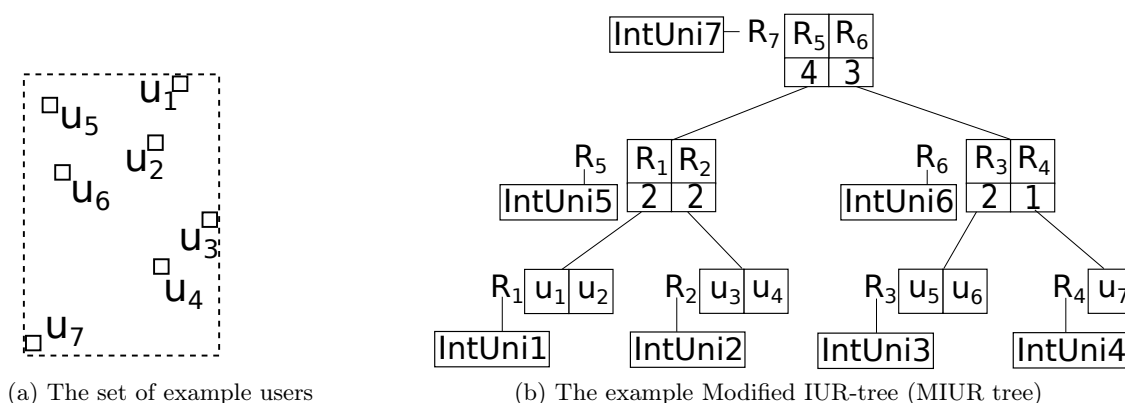 u₁
u₅
u₂
u₆
u₃
u₄
u₇
(a) The set of example users
IntUni7 R₇ R₅ R₆
4 3
R₅ R₁ R₂ R₆ R₃ R₄
IntUni5 2 2 IntUni6 2 1
R₁ u₁ u₂ R₂ u₃ u₄ R₃ u₅ u₆ R₄ u₇
IntUni1 IntUni2 IntUni3 IntUni4
(b) The example Modified IUR-tree (MIUR tree)